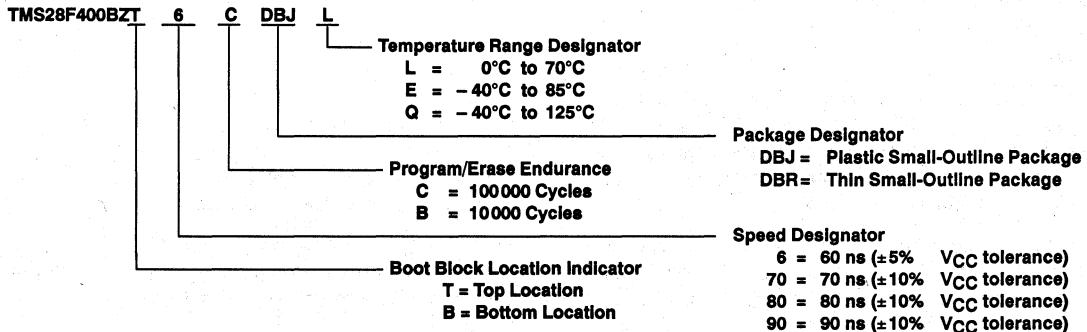 TMS28F400BZT 6 C DBJ L
Temperature Range Designator
L = 0°C to 70°C
E = – 40°C to 85°C
Q = – 40°C to 125°C
Package Designator
DBJ = Plastic Small-Outline Package
DBR = Thin Small-Outline Package
Program/Erase Endurance
C = 100000 Cycles
B = 10000 Cycles
Speed Designator
6 = 60 ns (±5% VCC tolerance)
70 = 70 ns (±10% VCC tolerance)
80 = 80 ns (±10% VCC tolerance)
90 = 90 ns (±10% VCC tolerance)
Boot Block Location Indicator
T = Top Location
B = Bottom Location